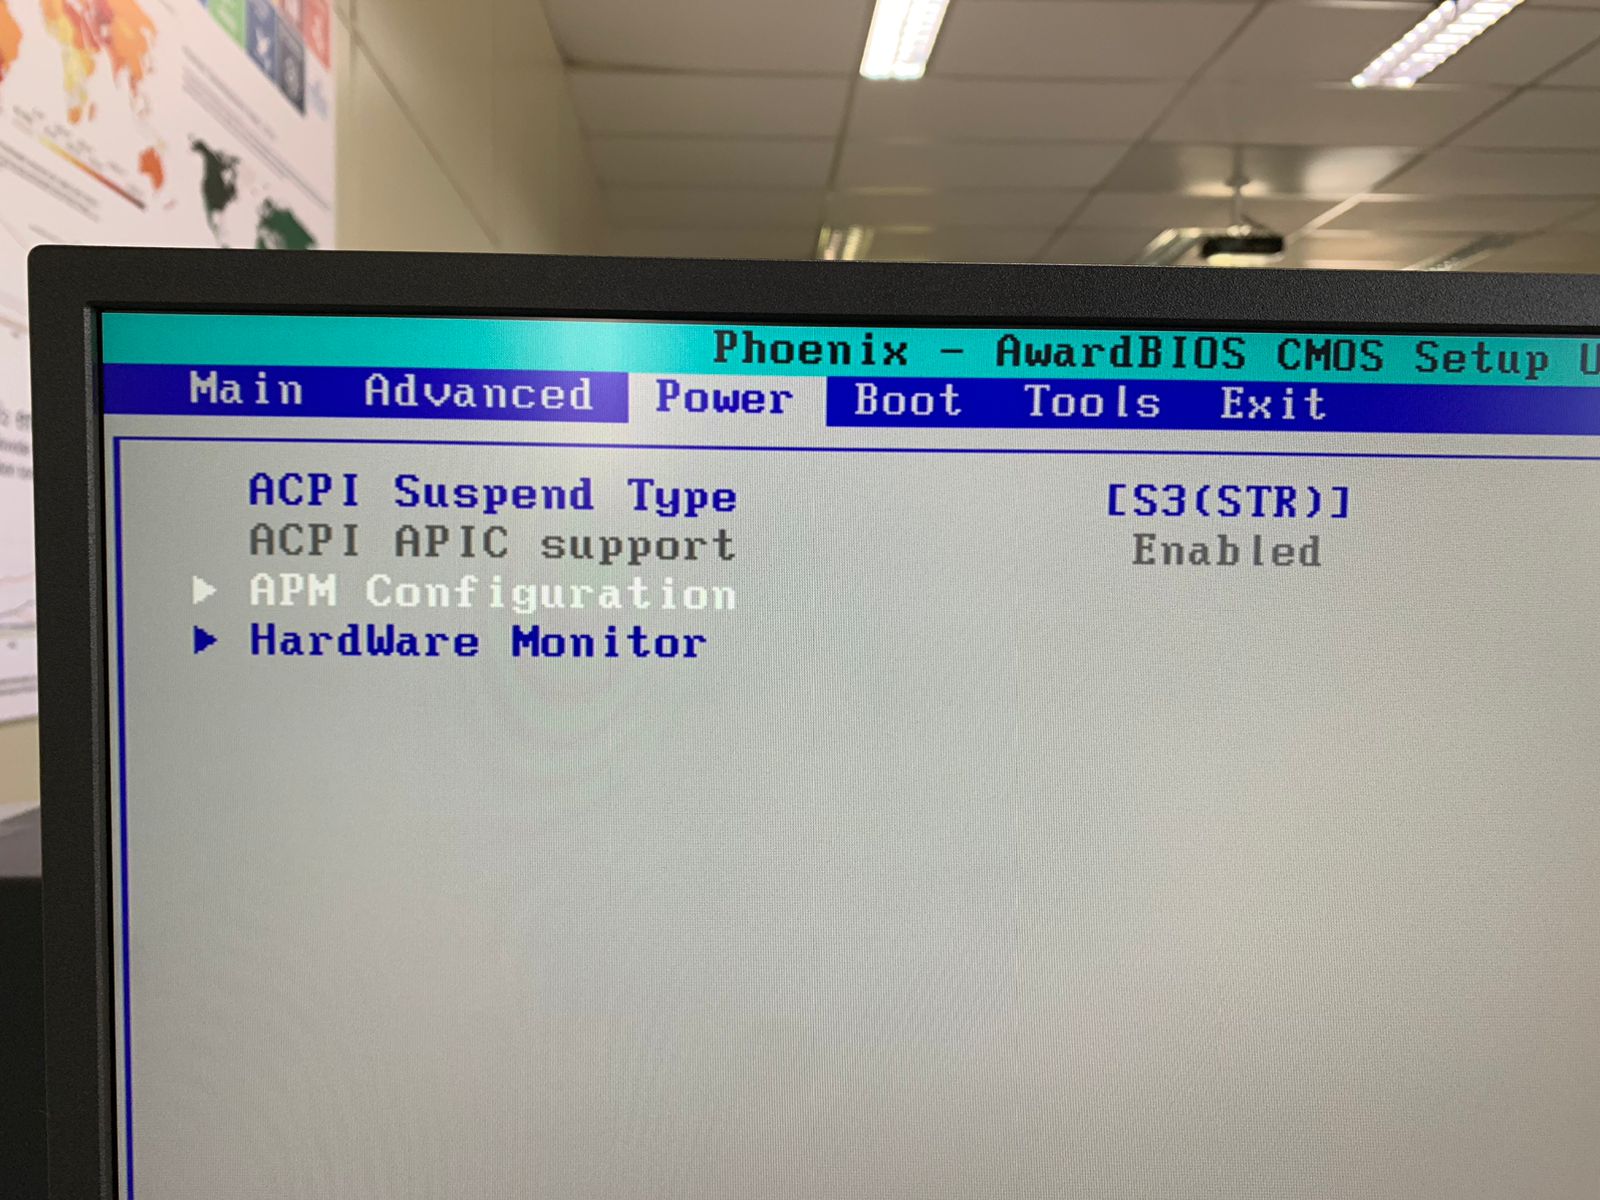 Phoenix - AwardBIOS CMOS Setup
Main Advanced Power Boot Tools Exit
ACPI Suspend Type [S3(STR)]
ACPI APIC support Enabled
APM Configuration
HardWare Monitor